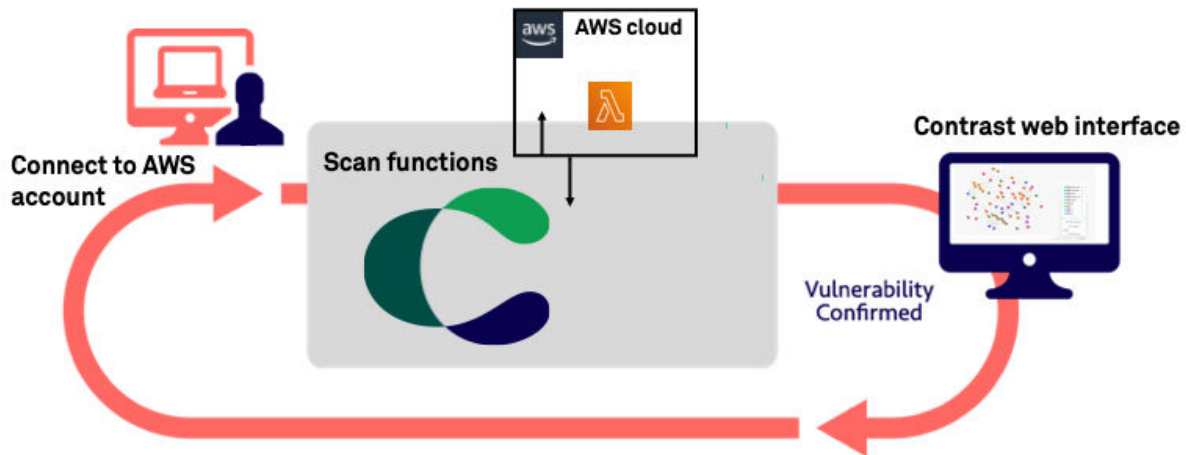 aws
AWS cloud
Connect to AWS
account
Scan functions
Contrast web interface
Vulnerability
Confirmed